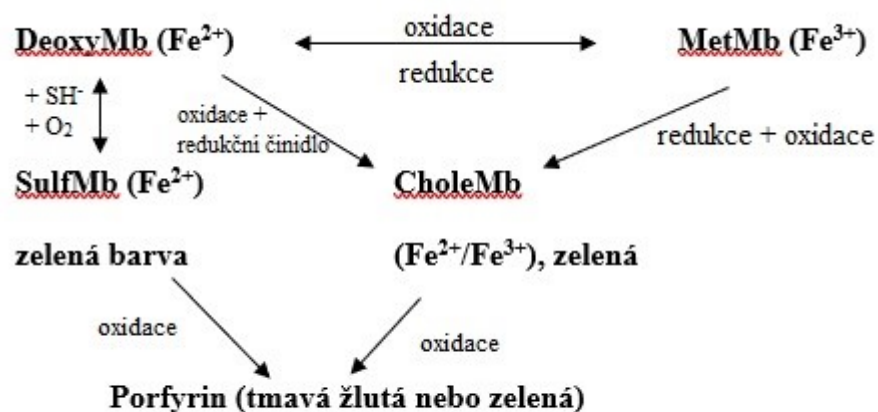 oxidace
DeoxyMb (Fe²⁺)
MetMb (Fe³⁺)
redukce
+ SH⁻
+ O₂
oxidace +
redukční činidlo
redukce + oxidace
SulfMb (Fe²⁺)
CholeMb
zelená barva
(Fe²⁺/Fe³⁺), zelená
oxidace
oxidace
Porfyrin (tmavá žlutá nebo zelená)